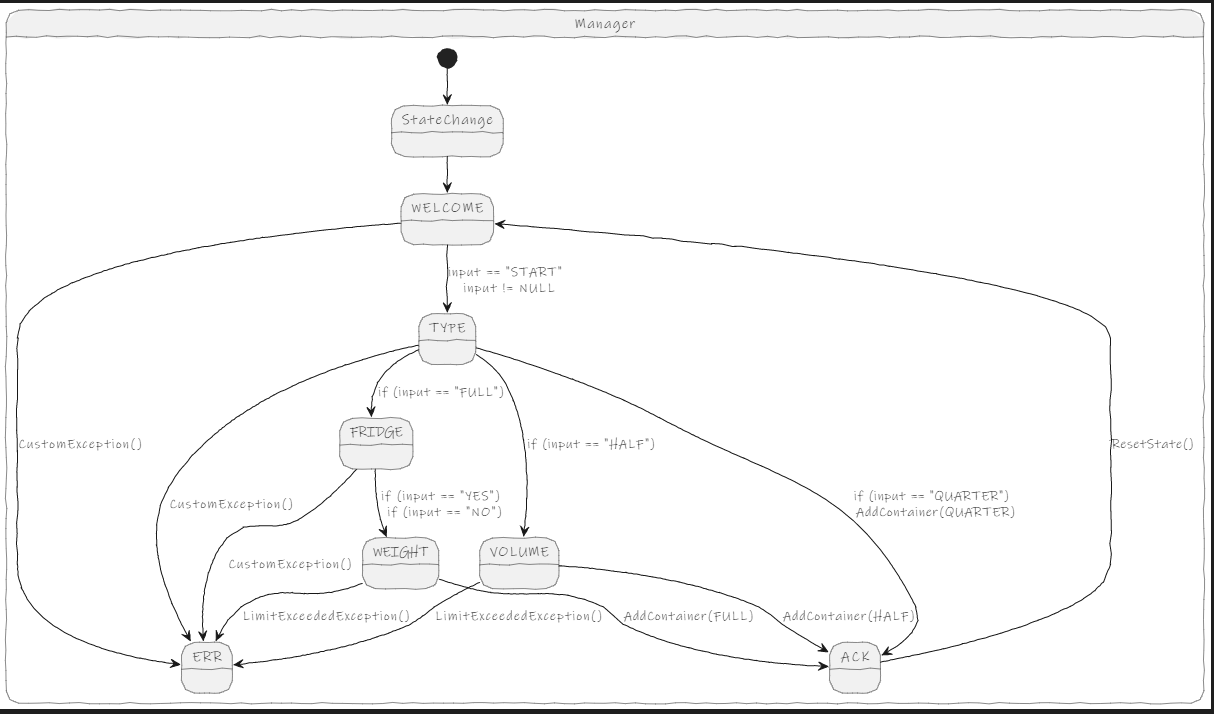 Manager
StateChange
WELCOME
input == "START"
input != NULL
TYPE
if (input == "FULL")
FRIDGE
CustomException()
if (input == "HALF")
ResetState()
CustomException()
if (input == "YES")
if (input == "NO")
if (input == "QUARTER")
AddContainer(QUARTER)
CustomException()
WEIGHT
VOLUME
LimitExceededException()
LimitExceededException()
AddContainer(FULL)
AddContainer(HALF)
ERR
ACK